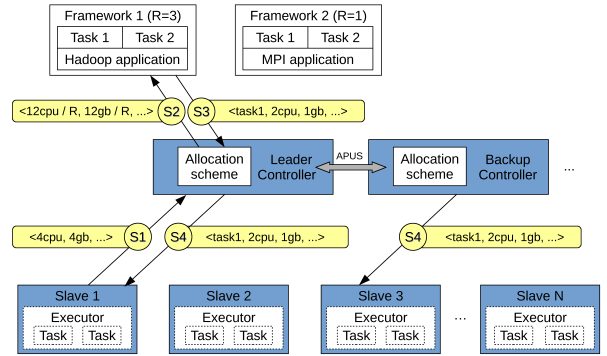 Framework 1 (R=3)
Task 1
Task 2
Hadoop application
Framework 2 (R=1)
Task 1
Task 2
MPI application
<12cpu / R, 12gb / R, ...>
S2
S3
<task1, 2cpu, 1gb, ...>
Allocation
scheme
Leader
Controller
APUS
Allocation
scheme
Backup
Controller
...
<4cpu, 4gb, ...>
S1
S4
<task1, 2cpu, 1gb, ...>
S4
<task1, 2cpu, 1gb, ...>
Slave 1
Executor
Task
Task
Slave 2
Executor
Task
Task
Slave 3
Executor
Task
Task
...
Slave N
Executor
Task
Task